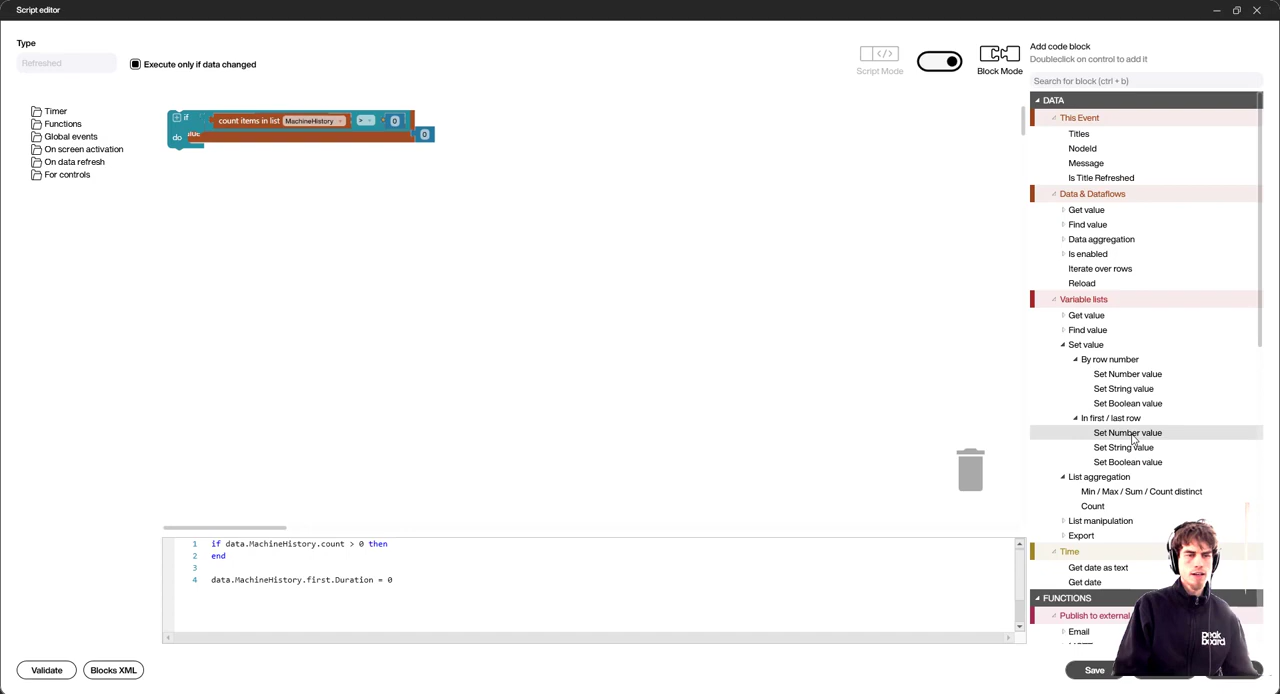 Script editor
Type
Refreshed
Execute only if data changed
Script Mode
Block Mode
Add code block
Doubleclick on control to add it
Search for block (ctrl + b)
Timer
Functions
Global events
On screen activation
On data refresh
For controls
if
count items in list MachineHistory > 0
do
0
DATA
This Event
Titles
NodeId
Message
Is Title Refreshed
Data & Dataflows
Get value
Find value
Data aggregation
Is enabled
Iterate over rows
Reload
Variable lists
Get value
Find value
Set value
By row number
Set Number value
Set String value
Set Boolean value
In first / last row
Set Number value
Set String value
Set Boolean value
List aggregation
Min / Max / Sum / Count distinct
Count
List manipulation
Export
Time
Get date as text
Get date
FUNCTIONS
Publish to external
Email
1 if data.MachineHistory.count > 0 then
2 end
3
4 data.MachineHistory.first.Duration = 0
Validate
Blocks XML
Save
peak
board